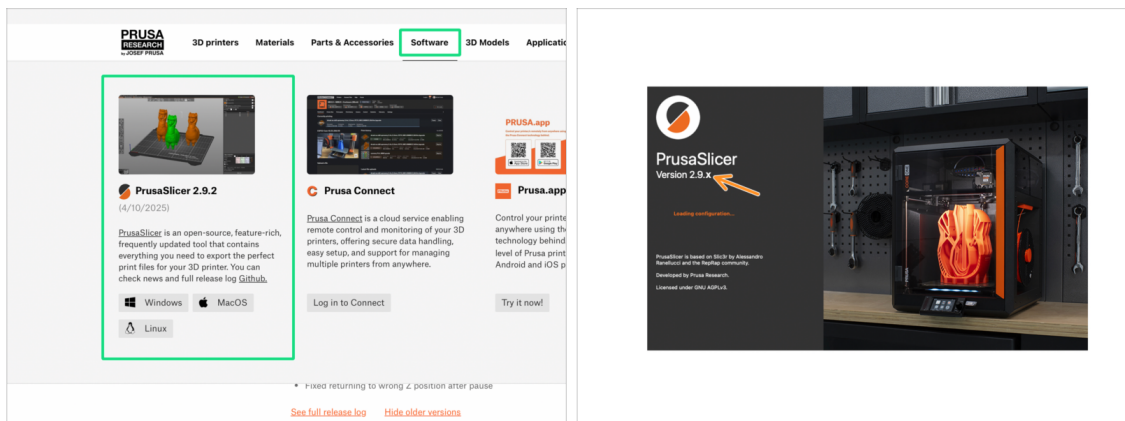 PRUSA
RESEARCH
by JOSEF PRUSA
3D printers Materials Parts & Accessories Software 3D Models Applicatio
PrusaSlicer 2.9.2
(4/10/2025)
PrusaSlicer is an open-source, feature-rich,
frequently updated tool that contains
everything you need to export the perfect
print files for your 3D printer. You can
check news and full release log Github.
Windows
MacOS
Linux
Prusa Connect
Prusa Connect is a cloud service enabling
remote control and monitoring of your 3D
printers, offering secure data handling,
easy setup, and support for managing
multiple printers from anywhere.
Log in to Connect
PRUSA.app
Prusa.app
Control your printe
anywhere using th
technology behind
level of Prusa print
Android and iOS p
Try it now!
Fixed returning to wrong Z position after pause
See full release log Hide older versions
PrusaSlicer
Version 2.9.x
Loading configuration...
PrusaSlicer is based on Slic3r by Alessandro
Ranellucci and the RepRap community.
Developed by Prusa Research.
Licensed under GNU AGPLv3.